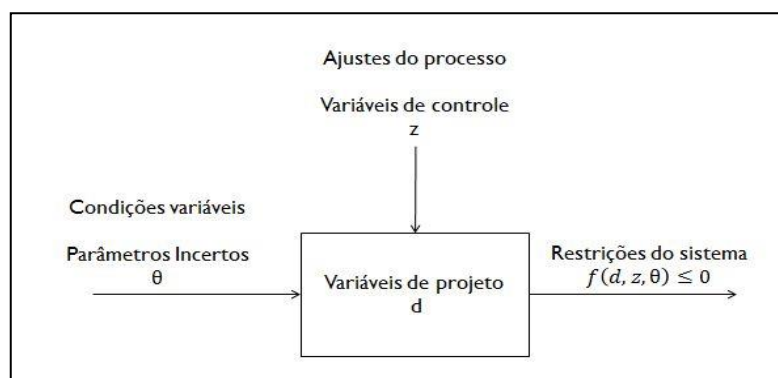 Ajustes do processo
Variáveis de controle
z
Condições variáveis
Parâmetros Incertos
θ
Variáveis de projeto
d
Restrições do sistema
f(d, z, θ) ≤ 0